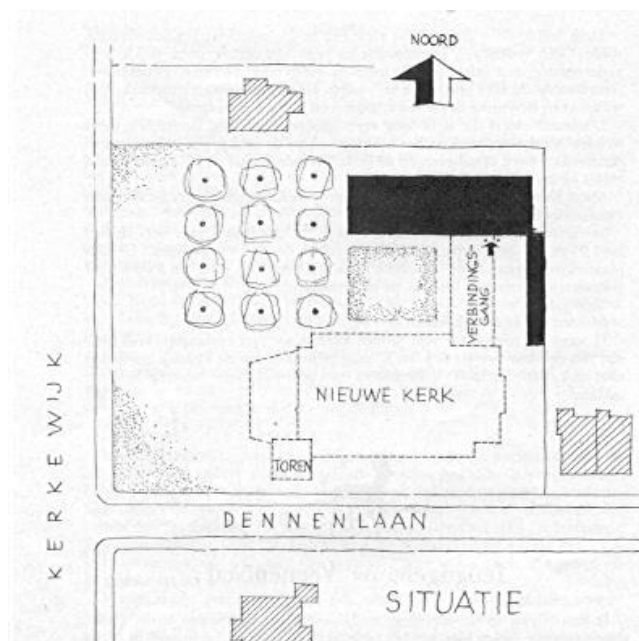 NOORD
VERBINDINGS-
GANG
NIEUWE KERK
TOREN
KERKEWIJK
DENNENLAAN
SITUATIE